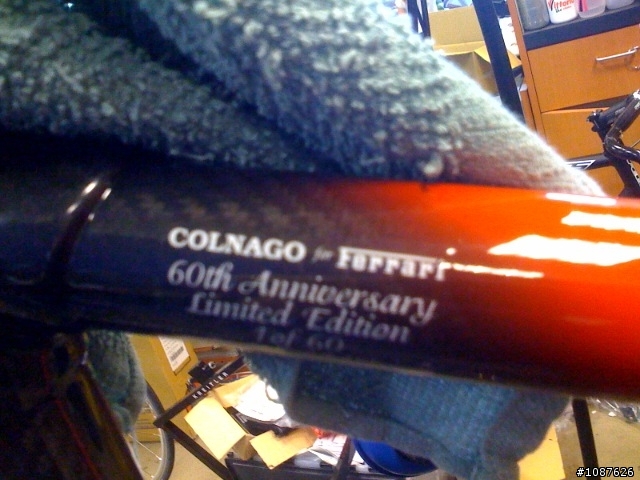 COLNAGO for Ferrari
60th Anniversary
Limited Edition
1 of 60
#1087626